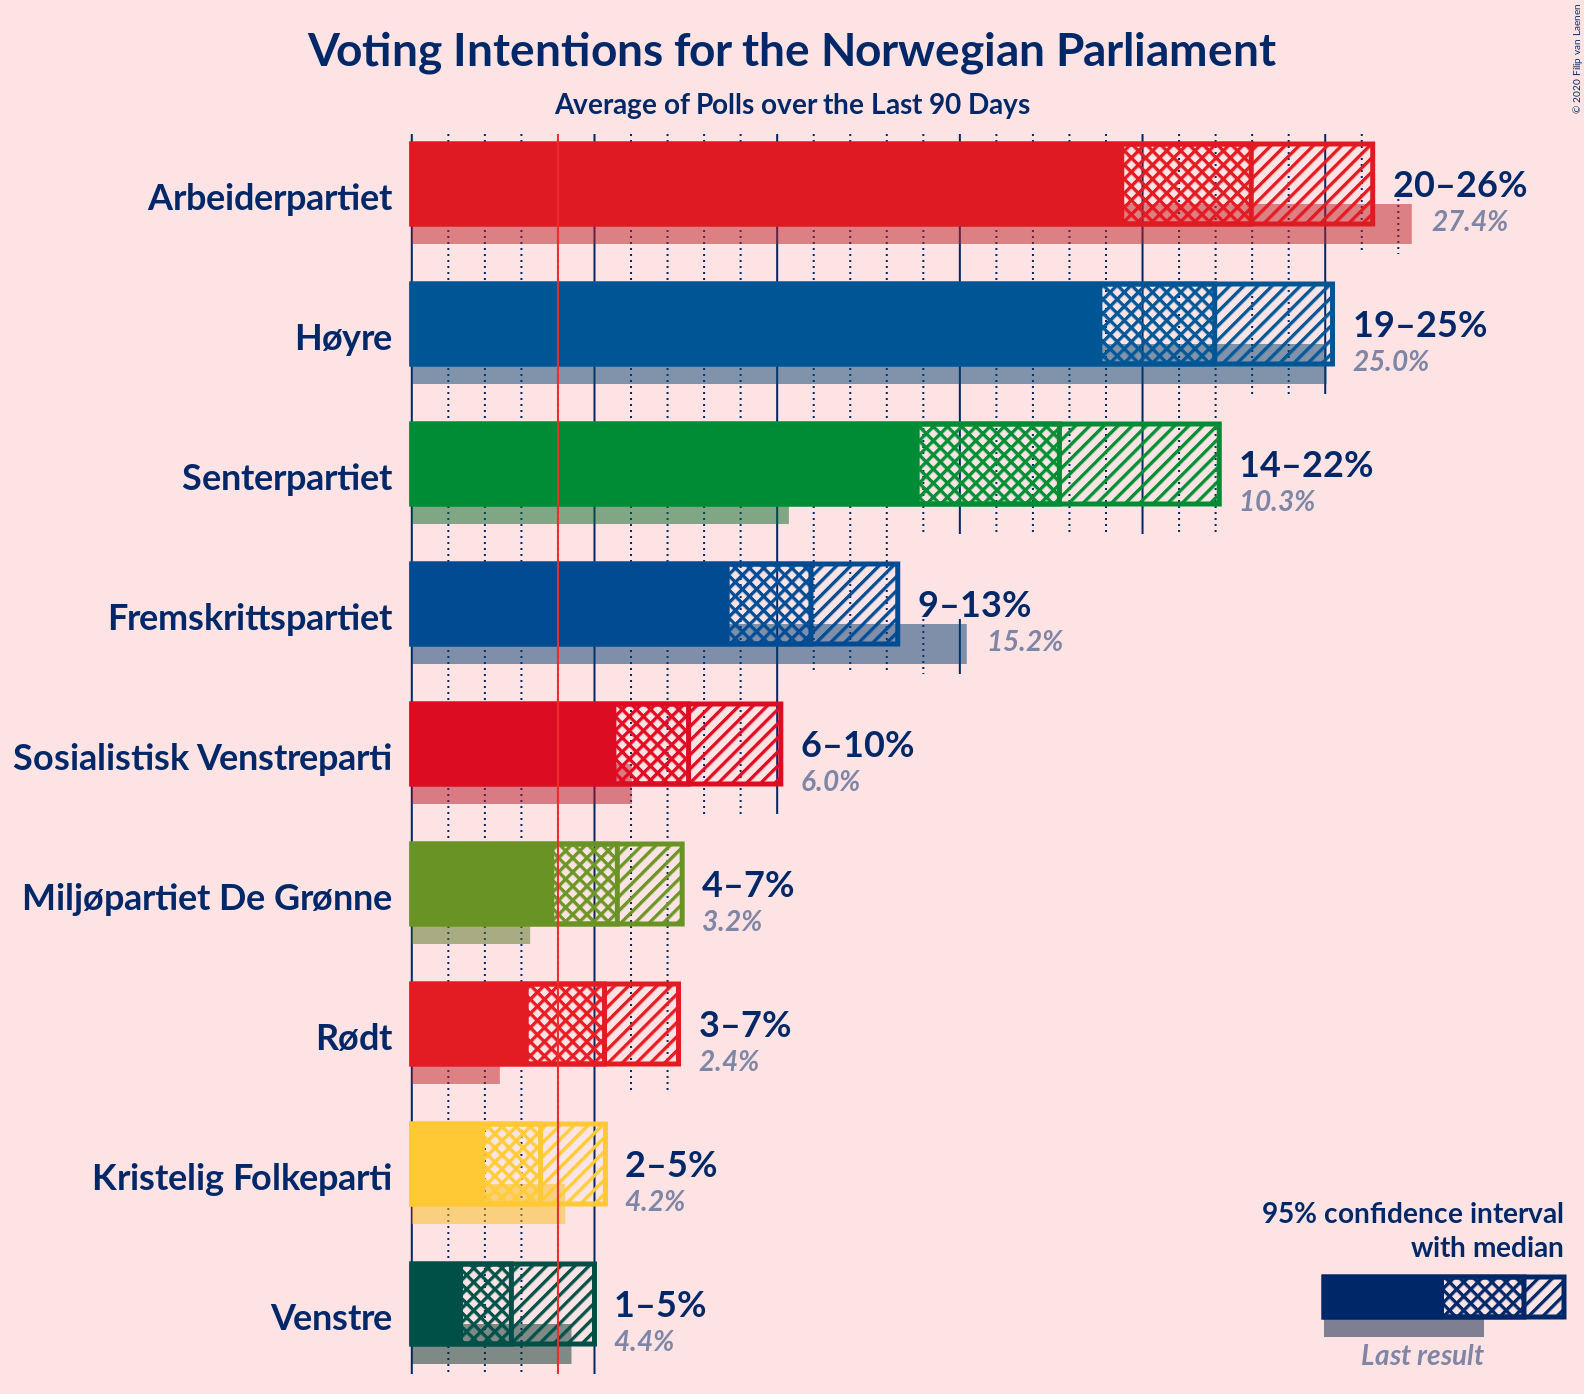 Voting Intentions for the Norwegian Parliament
Average of Polls over the Last 90 Days
© 2020 Filip van Laenen
Arbeiderpartiet
20–26%
27.4%
Høyre
19–25%
25.0%
Senterpartiet
14–22%
10.3%
Fremskrittspartiet
9–13%
15.2%
Sosialistisk Venstreparti
6–10%
6.0%
Miljøpartiet De Grønne
4–7%
3.2%
Rødt
3–7%
2.4%
Kristelig Folkeparti
2–5%
4.2%
Venstre
1–5%
4.4%
95% confidence interval
with median
Last result